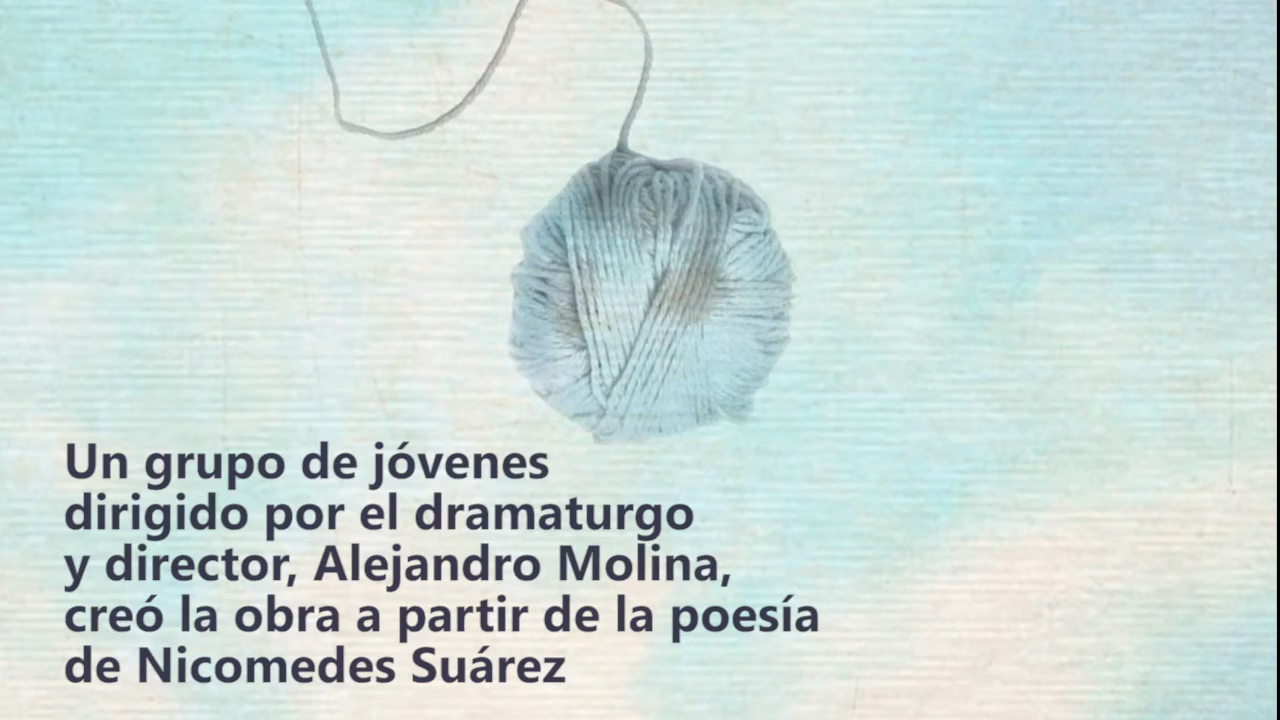 Un grupo de jóvenes
dirigido por el dramaturgo
y director, Alejandro Molina,
creó la obra a partir de la poesía
de Nicomedes Suárez